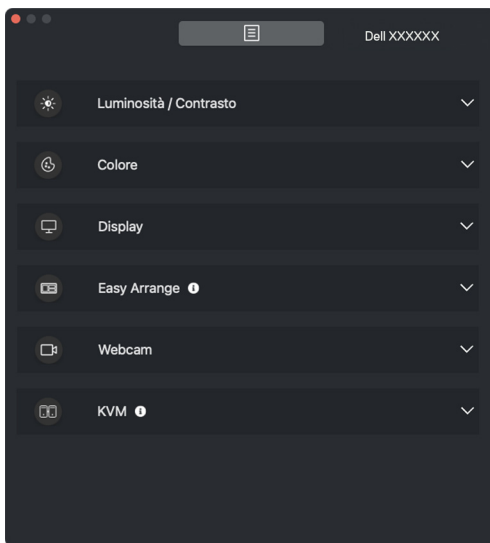 Dell XXXXXX
Luminosità / Contrasto
Colore
Display
Easy Arrange
Webcam
KVM